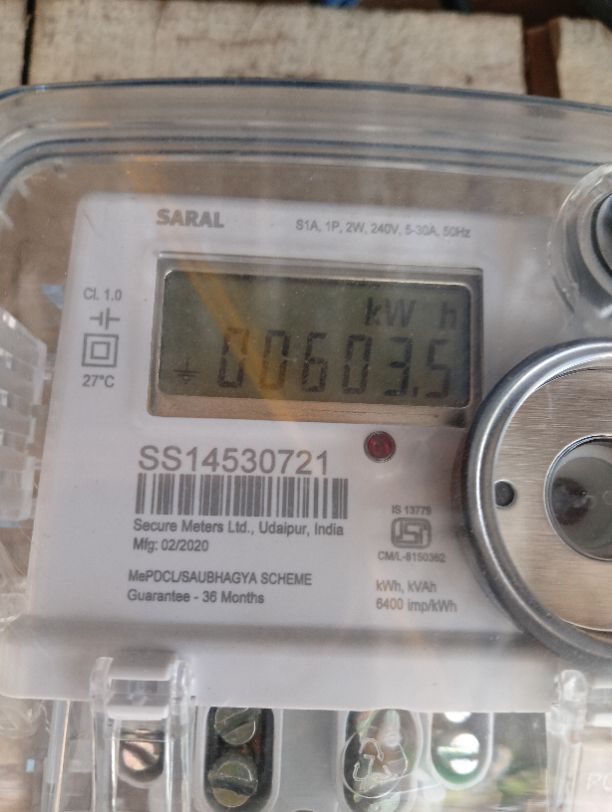 SARAL
S1A, 1P, 2W, 240V, 5-30A, 50Hz
Cl. 1.0
kW h
00603.5
27°C
SS14530721
Secure Meters Ltd., Udaipur, India
Mfg: 02/2020
IS 13779
CM/L-8150362
MePDCL/SAUBHAGYA SCHEME
Guarantee - 36 Months
kWh, kVAh
6400 imp/kWh